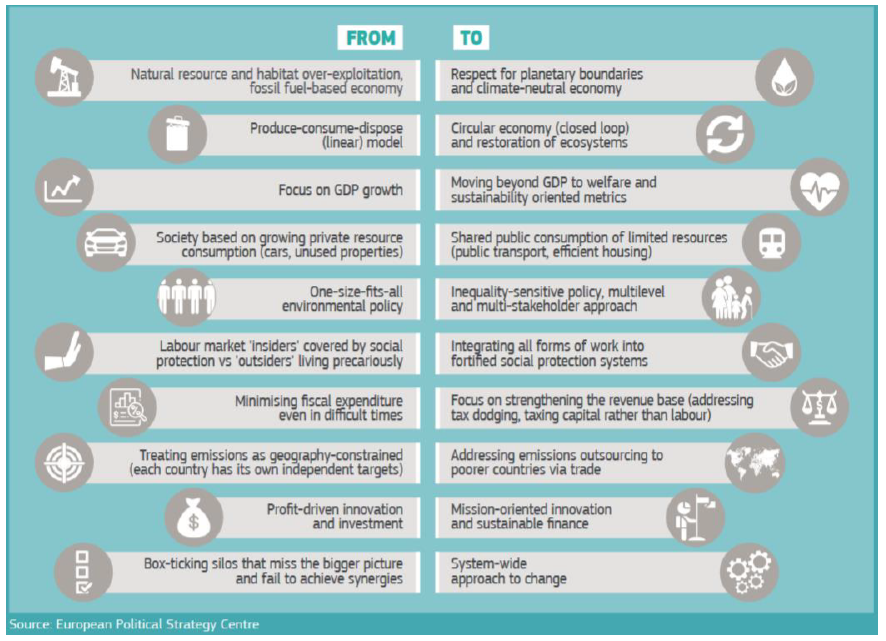 FROM
TO
Natural resource and habitat over-exploitation,
fossil fuel-based economy
Respect for planetary boundaries
and climate-neutral economy
Produce-consume-dispose
(linear) model
Circular economy (closed loop)
and restoration of ecosystems
Focus on GDP growth
Moving beyond GDP to welfare and
sustainability oriented metrics
Society based on growing private resource
consumption (cars, unused properties)
Shared public consumption of limited resources
(public transport, efficient housing)
One-size-fits-all
environmental policy
Inequality-sensitive policy, multilevel
and multi-stakeholder approach
Labour market 'insiders' covered by social
protection vs 'outsiders' living precariously
Integrating all forms of work into
fortified social protection systems
Minimising fiscal expenditure
even in difficult times
Focus on strengthening the revenue base (addressing
tax dodging, taxing capital rather than labour)
Treating emissions as geography-constrained
(each country has its own independent targets)
Addressing emissions outsourcing to
poorer countries via trade
Profit-driven innovation
and investment
Mission-oriented innovation
and sustainable finance
Box-ticking silos that miss the bigger picture
and fail to achieve synergies
System-wide
approach to change
Source: European Political Strategy Centre